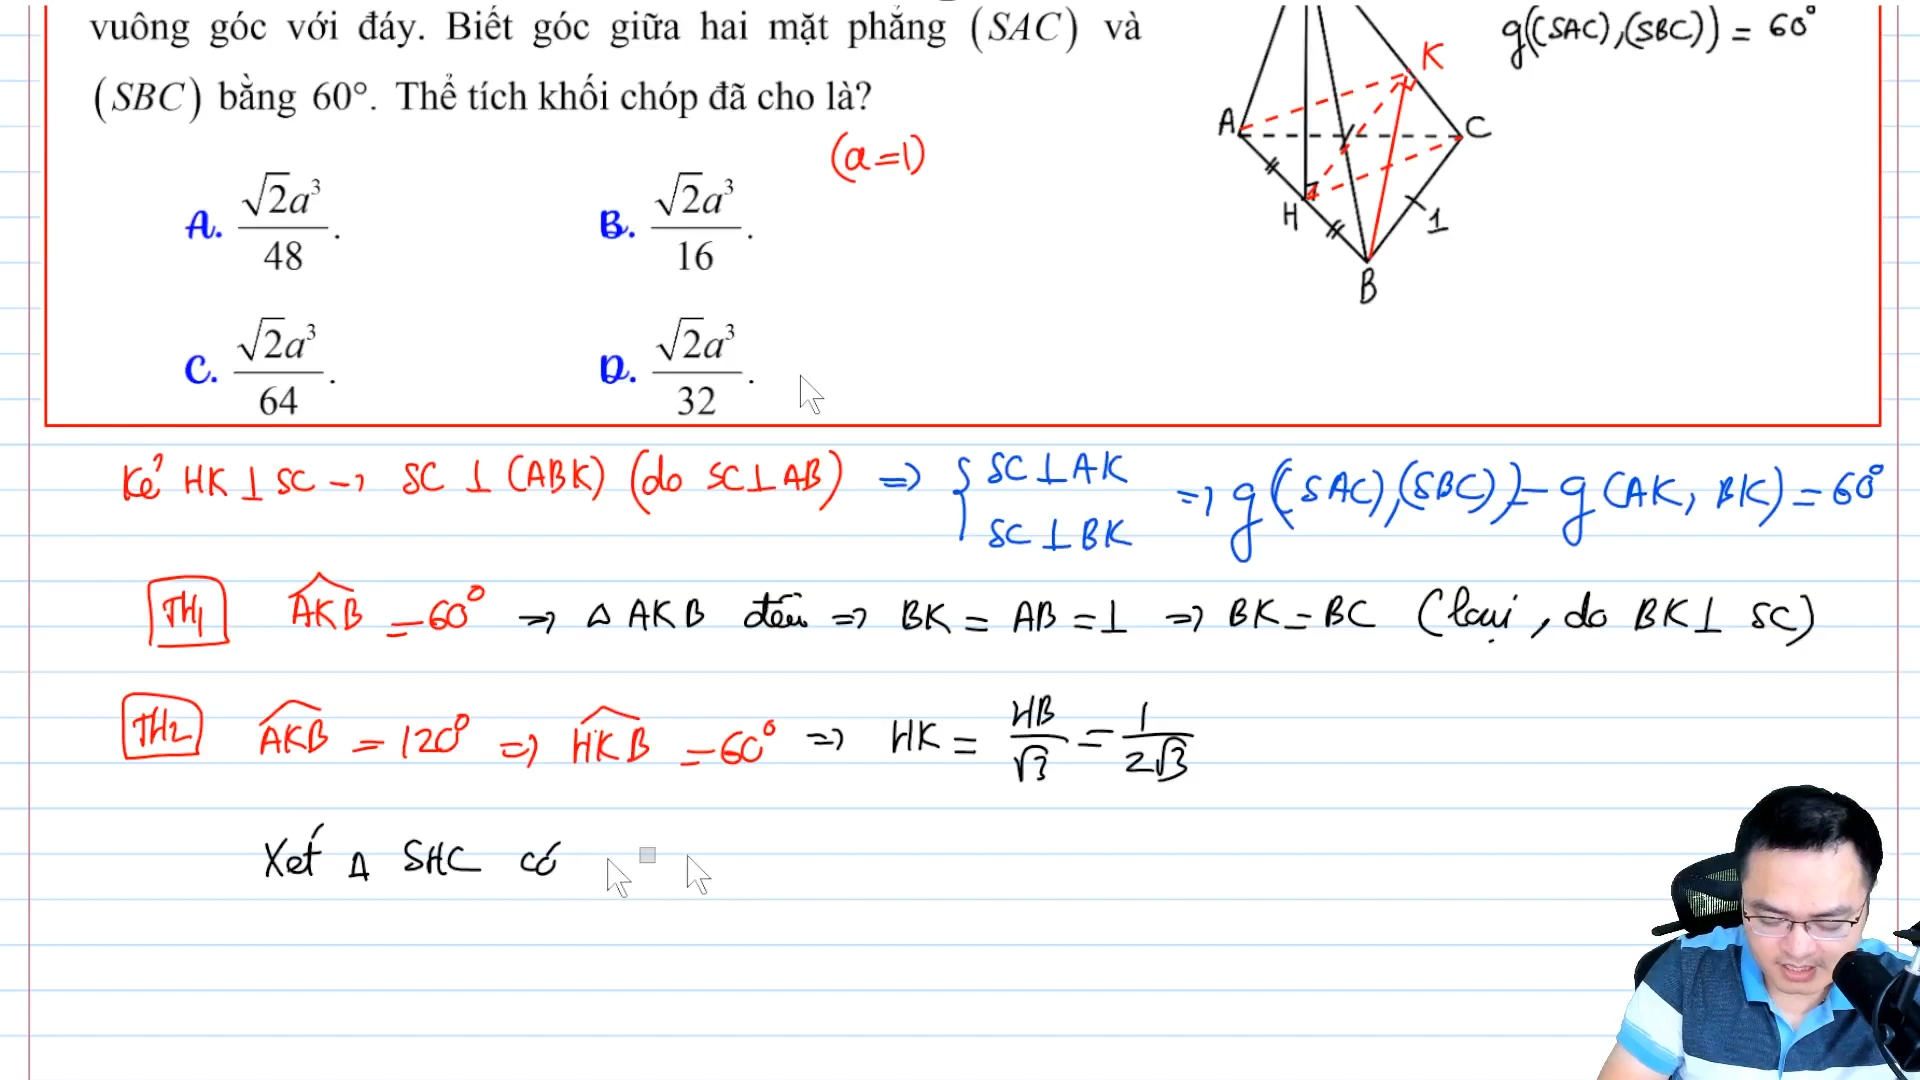 vuông góc với đáy. Biết góc giữa hai mặt phẳng (SAC) và
(SBC) bằng 60°. Thể tích khối chóp đã cho là?
(a=1)
A. √2a³/48.
B. √2a³/16.
C. √2a³/64.
D. √2a³/32.
g((SAC),(SBC)) = 60°
K
A
C
H
1
B
Kẻ HK ⊥ SC → SC ⊥ (ABK) (do SC⊥AB) => { SC⊥AK
SC⊥BK
=> g((SAC),(SBC)) = g(AK, BK) = 60°
TH1 AKB = 60° => Δ AKB đều => BK = AB = 1 => BK = BC (loại, do BK⊥ SC)
TH2 AKB = 120° => HKB = 60° => HK = HB/√3 = 1/2√3
Xét Δ SHC có